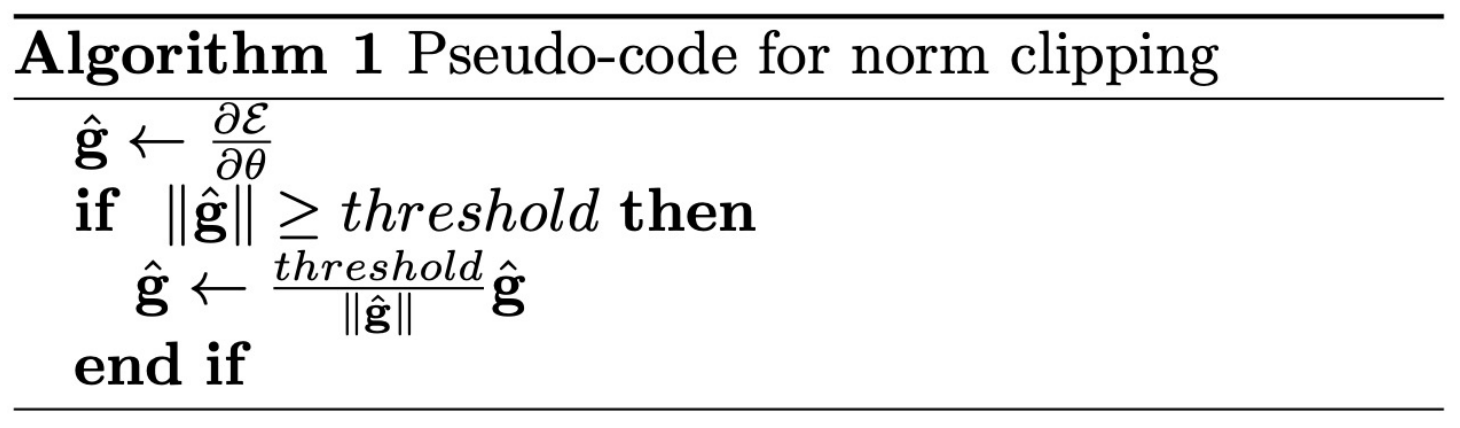 Algorithm 1 Pseudo-code for norm clipping
ĝ ← ∂ℰ/∂θ
if ‖ĝ‖ ≥ threshold then
ĝ ← threshold/‖ĝ‖ ĝ
end if